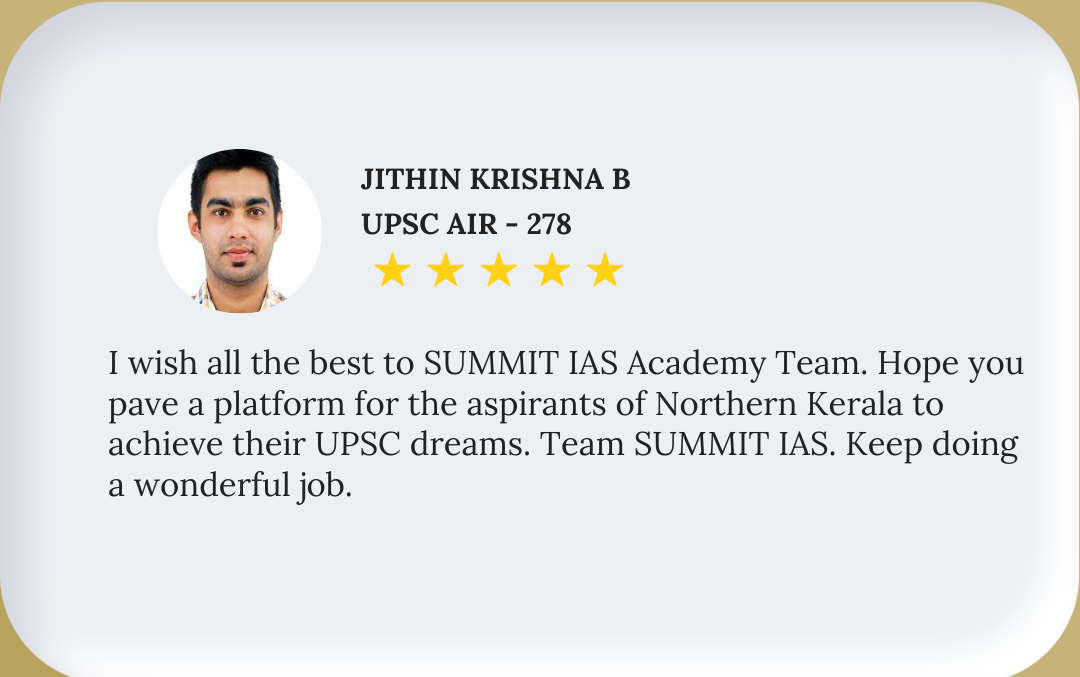 JITHIN KRISHNA B
UPSC AIR - 278
I wish all the best to SUMMIT IAS Academy Team. Hope you
pave a platform for the aspirants of Northern Kerala to
achieve their UPSC dreams. Team SUMMIT IAS. Keep doing
a wonderful job.